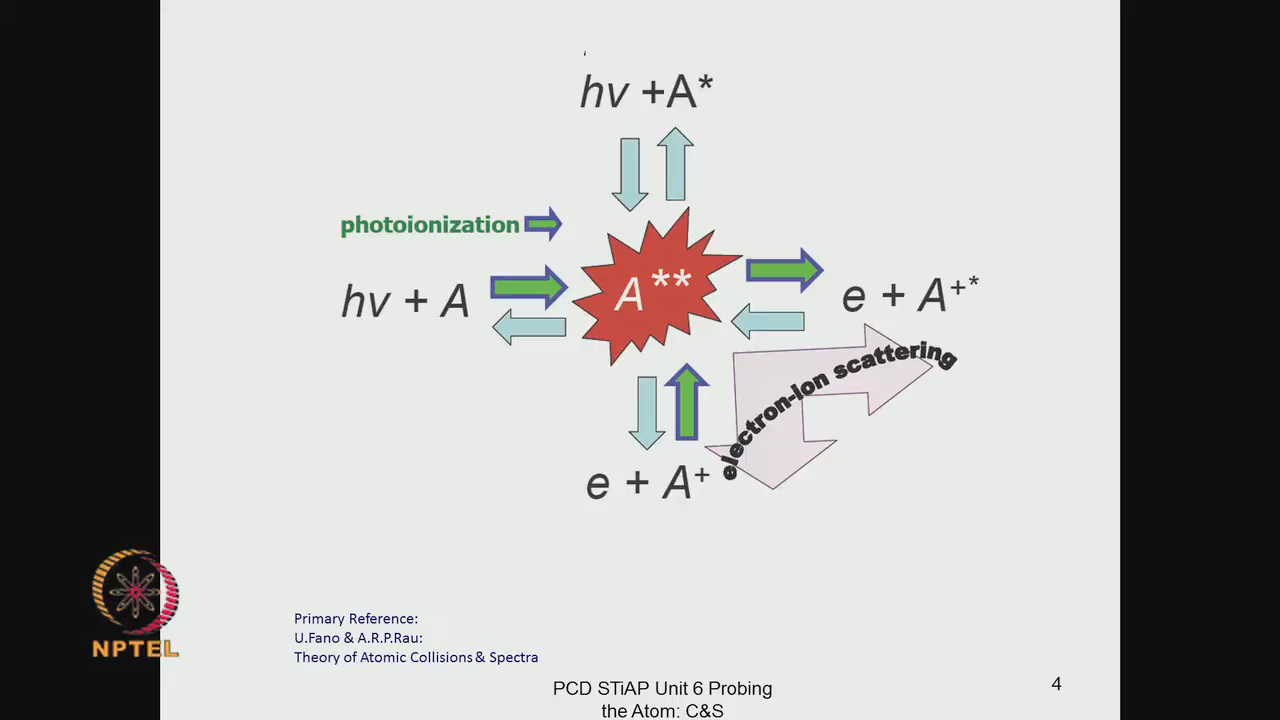 hν +A*
photoionization
hν + A
A**
e + A+*
electron-ion scattering
e + A+
Primary Reference:
U.Fano & A.R.P.Rau:
Theory of Atomic Collisions & Spectra
NPTEL
PCD STiAP Unit 6 Probing
the Atom: C&S
4